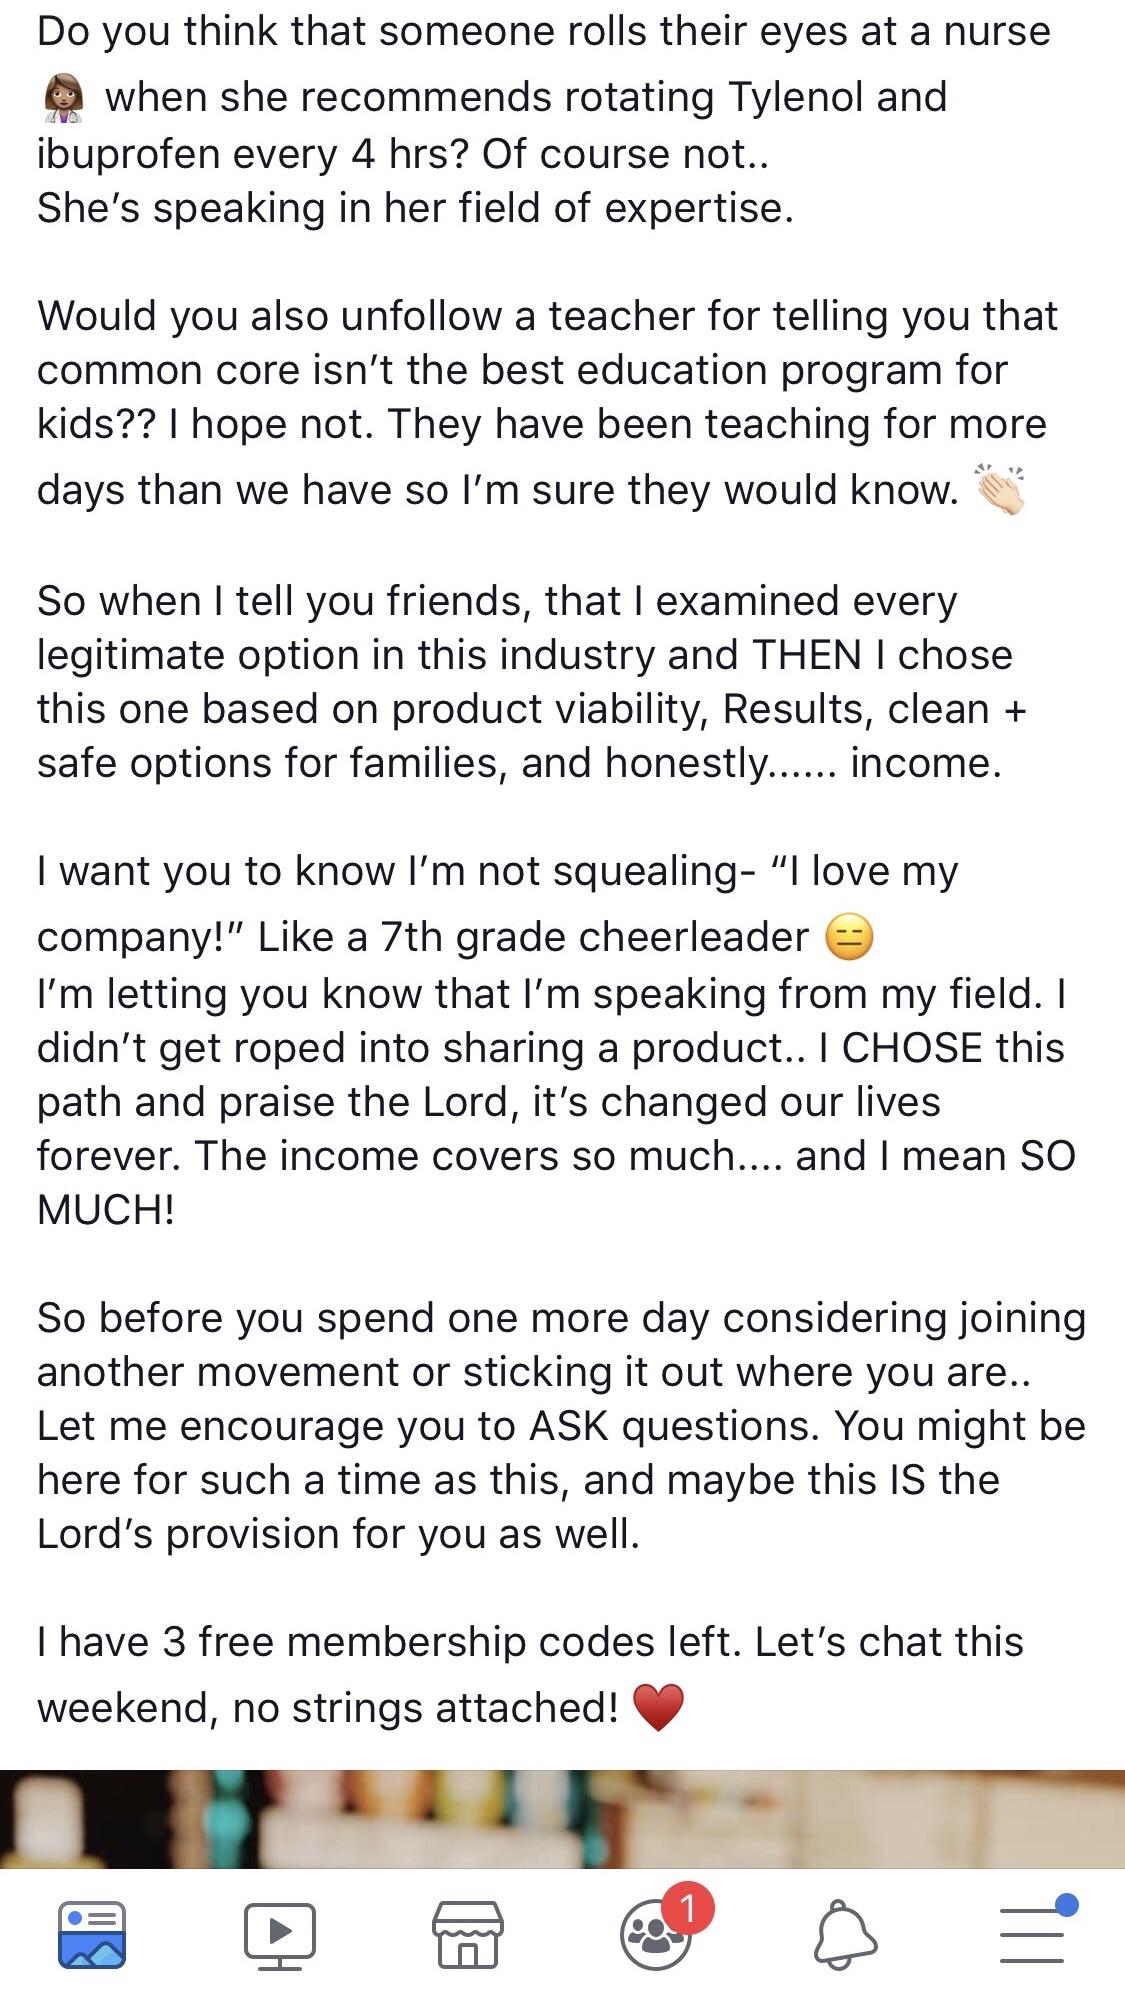 Do you think that someone rolls their eyes at a nurse
👩🏽‍⚕️ when she recommends rotating Tylenol and
ibuprofen every 4 hrs? Of course not..
She’s speaking in her field of expertise.
Would you also unfollow a teacher for telling you that
common core isn’t the best education program for
kids?? I hope not. They have been teaching for more
days than we have so I’m sure they would know. 👏🏻
So when I tell you friends, that I examined every
legitimate option in this industry and THEN I chose
this one based on product viability, Results, clean +
safe options for families, and honestly...... income.
I want you to know I’m not squealing- “I love my
company!” Like a 7th grade cheerleader 😑
I’m letting you know that I’m speaking from my field. I
didn’t get roped into sharing a product.. I CHOSE this
path and praise the Lord, it’s changed our lives
forever. The income covers so much.... and I mean SO
MUCH!
So before you spend one more day considering joining
another movement or sticking it out where you are..
Let me encourage you to ASK questions. You might be
here for such a time as this, and maybe this IS the
Lord’s provision for you as well.
I have 3 free membership codes left. Let’s chat this
weekend, no strings attached! ♥️
1